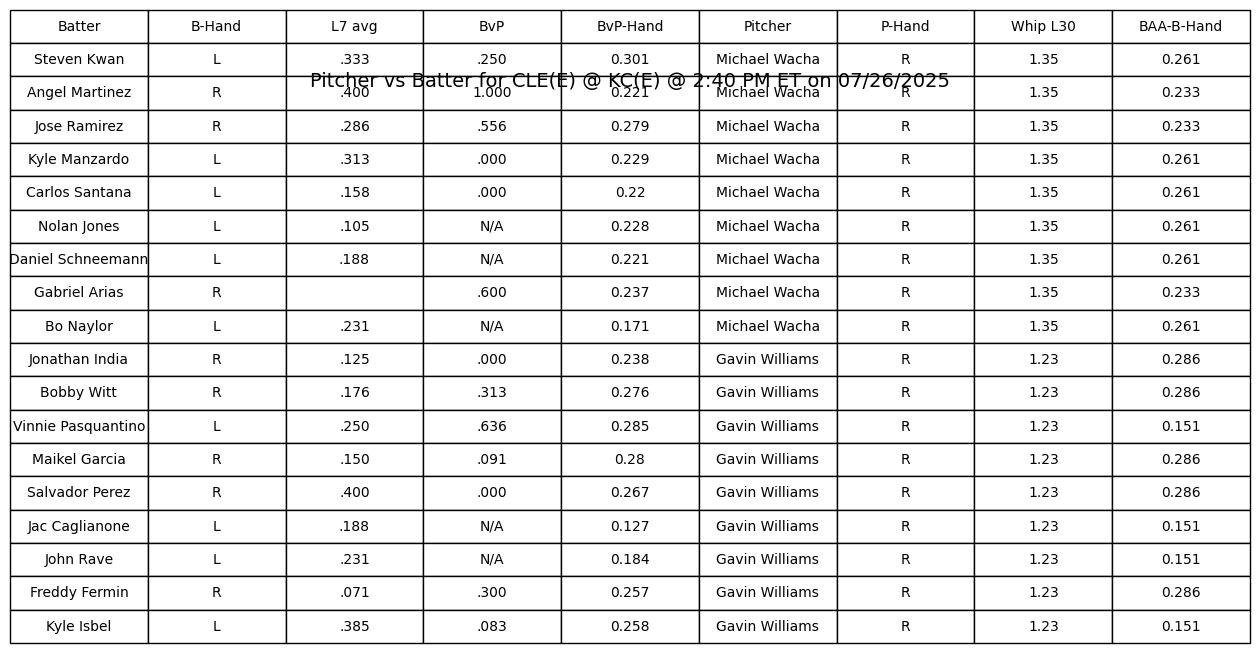 Batter B-Hand L7 avg BvP BvP-Hand Pitcher P-Hand Whip L30 BAA-B-Hand
Steven Kwan L .333 .250 0.301 Michael Wacha R 1.35 0.261
Pitcher vs Batter for CLE(E) @ KC(E) @ 2:40 PM ET on 07/26/2025
Angel Martinez R .400 1.000 0.221 Michael Wacha R 1.35 0.233
Jose Ramirez R .286 .556 0.279 Michael Wacha R 1.35 0.233
Kyle Manzardo L .313 .000 0.229 Michael Wacha R 1.35 0.261
Carlos Santana L .158 .000 0.22 Michael Wacha R 1.35 0.261
Nolan Jones L .105 N/A 0.228 Michael Wacha R 1.35 0.261
Daniel Schneemann L .188 N/A 0.221 Michael Wacha R 1.35 0.261
Gabriel Arias R .600 0.237 Michael Wacha R 1.35 0.233
Bo Naylor L .231 N/A 0.171 Michael Wacha R 1.35 0.261
Jonathan India R .125 .000 0.238 Gavin Williams R 1.23 0.286
Bobby Witt R .176 .313 0.276 Gavin Williams R 1.23 0.286
Vinnie Pasquantino L .250 .636 0.285 Gavin Williams R 1.23 0.151
Maikel Garcia R .150 .091 0.28 Gavin Williams R 1.23 0.286
Salvador Perez R .400 .000 0.267 Gavin Williams R 1.23 0.286
Jac Caglianone L .188 N/A 0.127 Gavin Williams R 1.23 0.151
John Rave L .231 N/A 0.184 Gavin Williams R 1.23 0.151
Freddy Fermin R .071 .300 0.257 Gavin Williams R 1.23 0.286
Kyle Isbel L .385 .083 0.258 Gavin Williams R 1.23 0.151